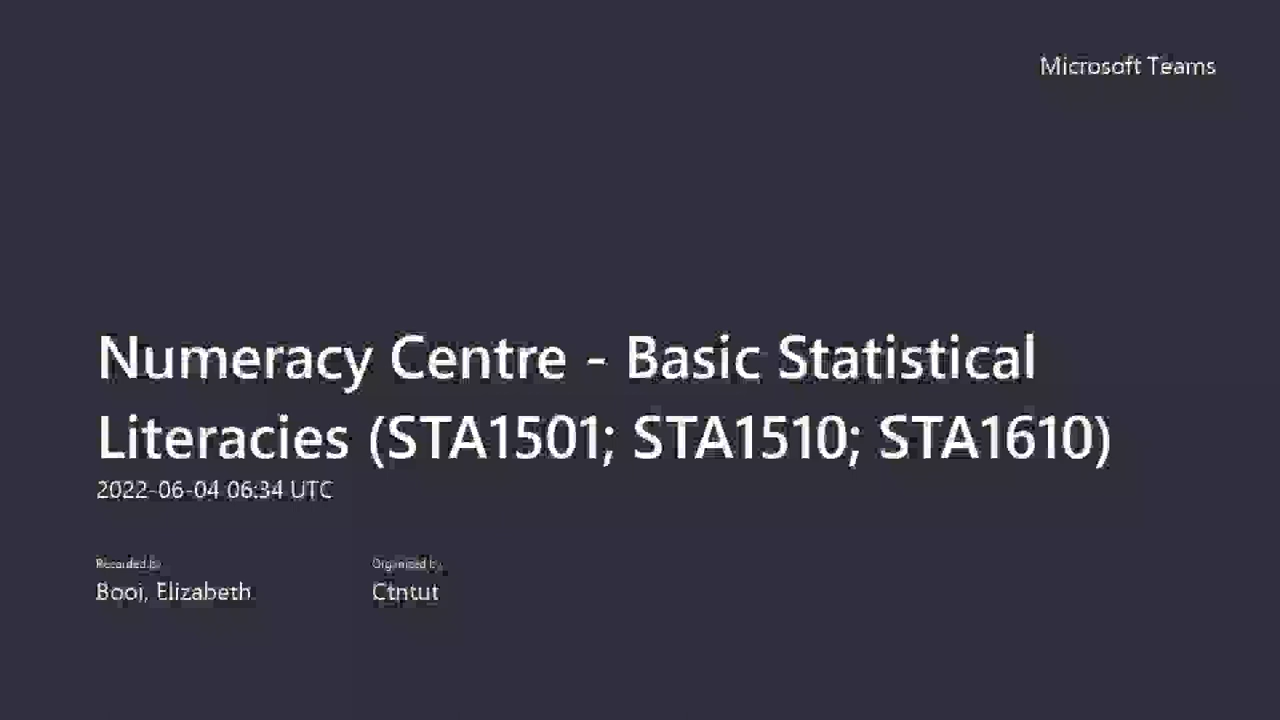 Microsoft Teams
Numeracy Centre - Basic Statistical
Literacies (STA1501; STA1510; STA1610)
2022-06-04 06:34 UTC
Recorded by
Organized by
Booi, Elizabeth
Ctntut